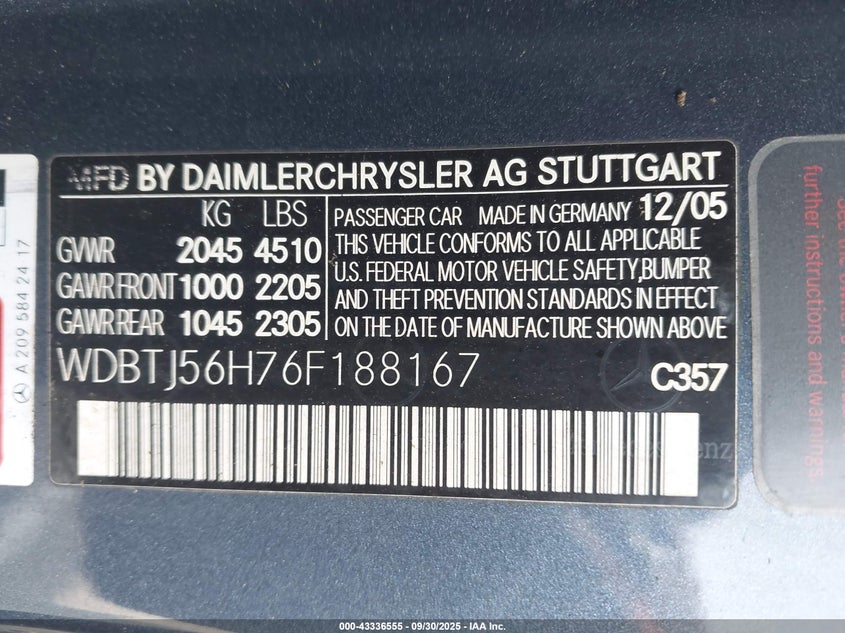 MFD BY DAIMLERCHRYSLER AG STUTTGART
KG LBS
GVWR 2045 4510
GAWR FRONT 1000 2205
GAWR REAR 1045 2305
PASSENGER CAR MADE IN GERMANY 12/05
THIS VEHICLE CONFORMS TO ALL APPLICABLE
U.S. FEDERAL MOTOR VEHICLE SAFETY,BUMPER
AND THEFT PREVENTION STANDARDS IN EFFECT
ON THE DATE OF MANUFACTURE SHOWN ABOVE
WDBTJ56H76F188167
C357
A 209 584 24 17
further instructions and warnings.
000-43336555 - 09/30/2025 - IAA Inc.